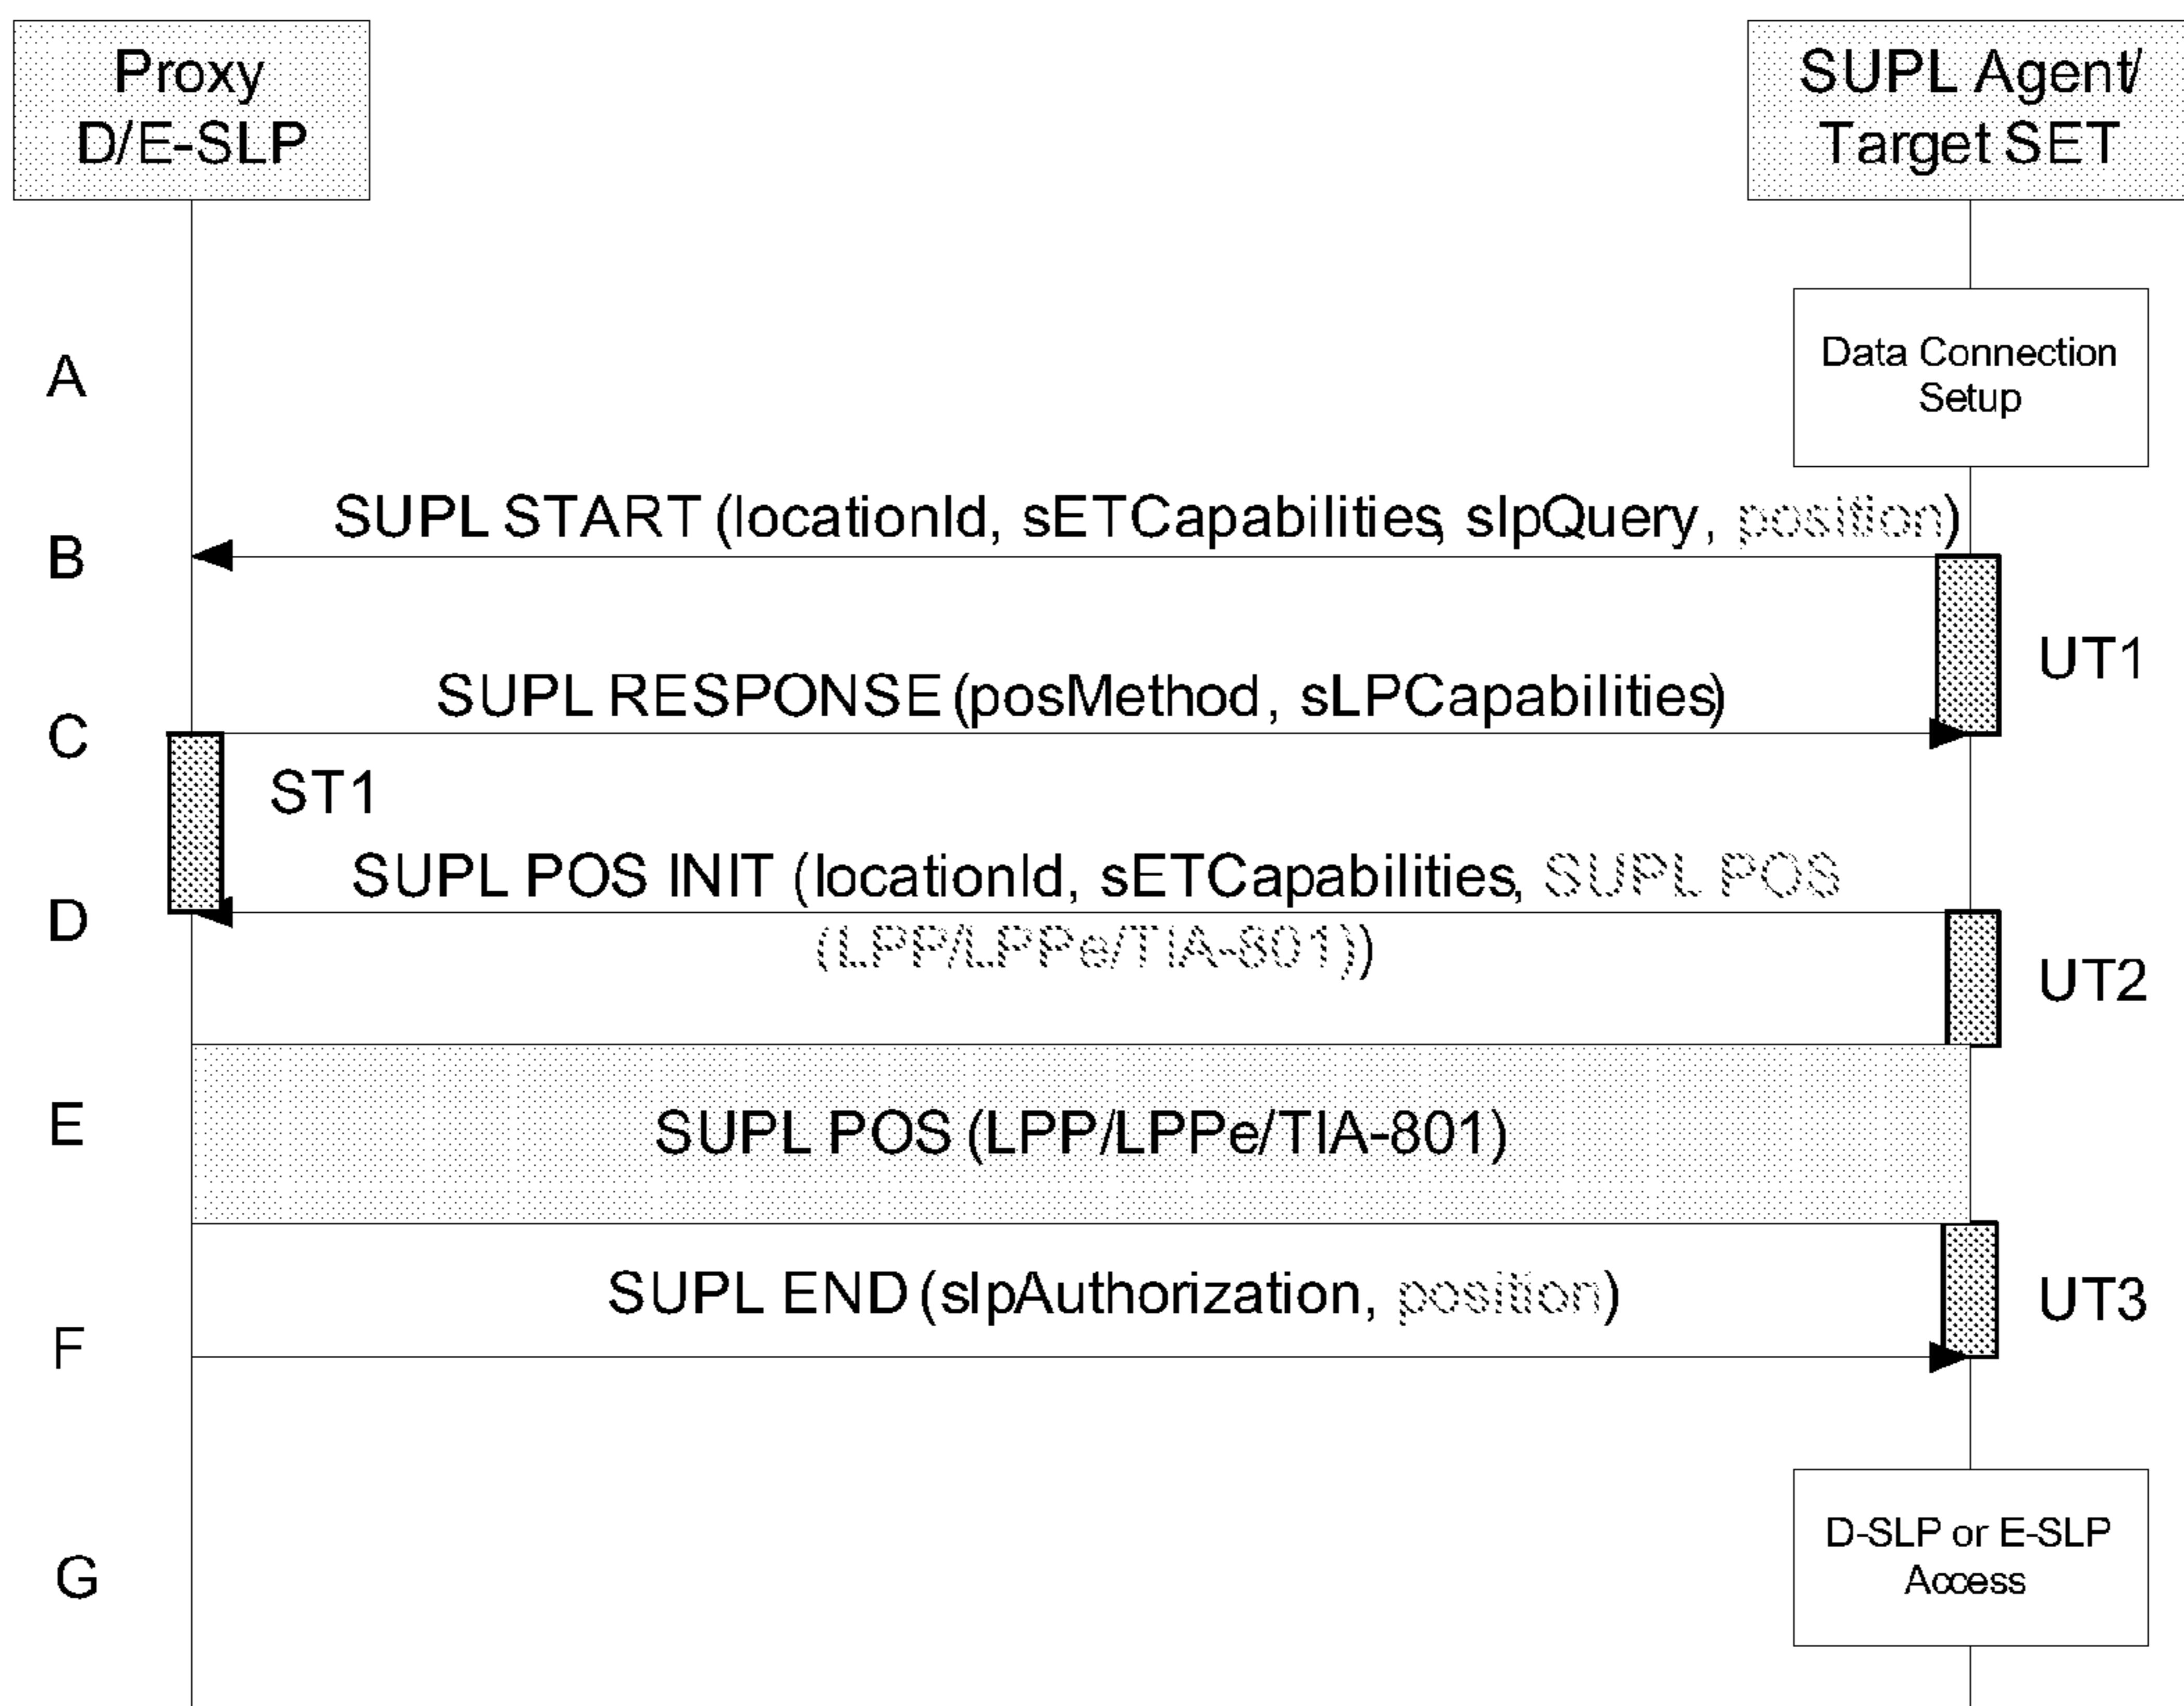 Proxy
D/E-SLP
SUPL Agent/
Target SET
A
Data Connection
Setup
SUPL START (locationId, sETCapabilities, slpQuery, position)
B
UT1
SUPL RESPONSE (posMethod, sLPCapabilities)
C
ST1
SUPL POS INIT (locationId, sETCapabilities, SUPL POS
D
(LPP/LPPe/TIA-801))
UT2
E
SUPL POS (LPP/LPPe/TIA-801)
SUPL END (slpAuthorization, position)
UT3
F
D-SLP or E-SLP
Access
G